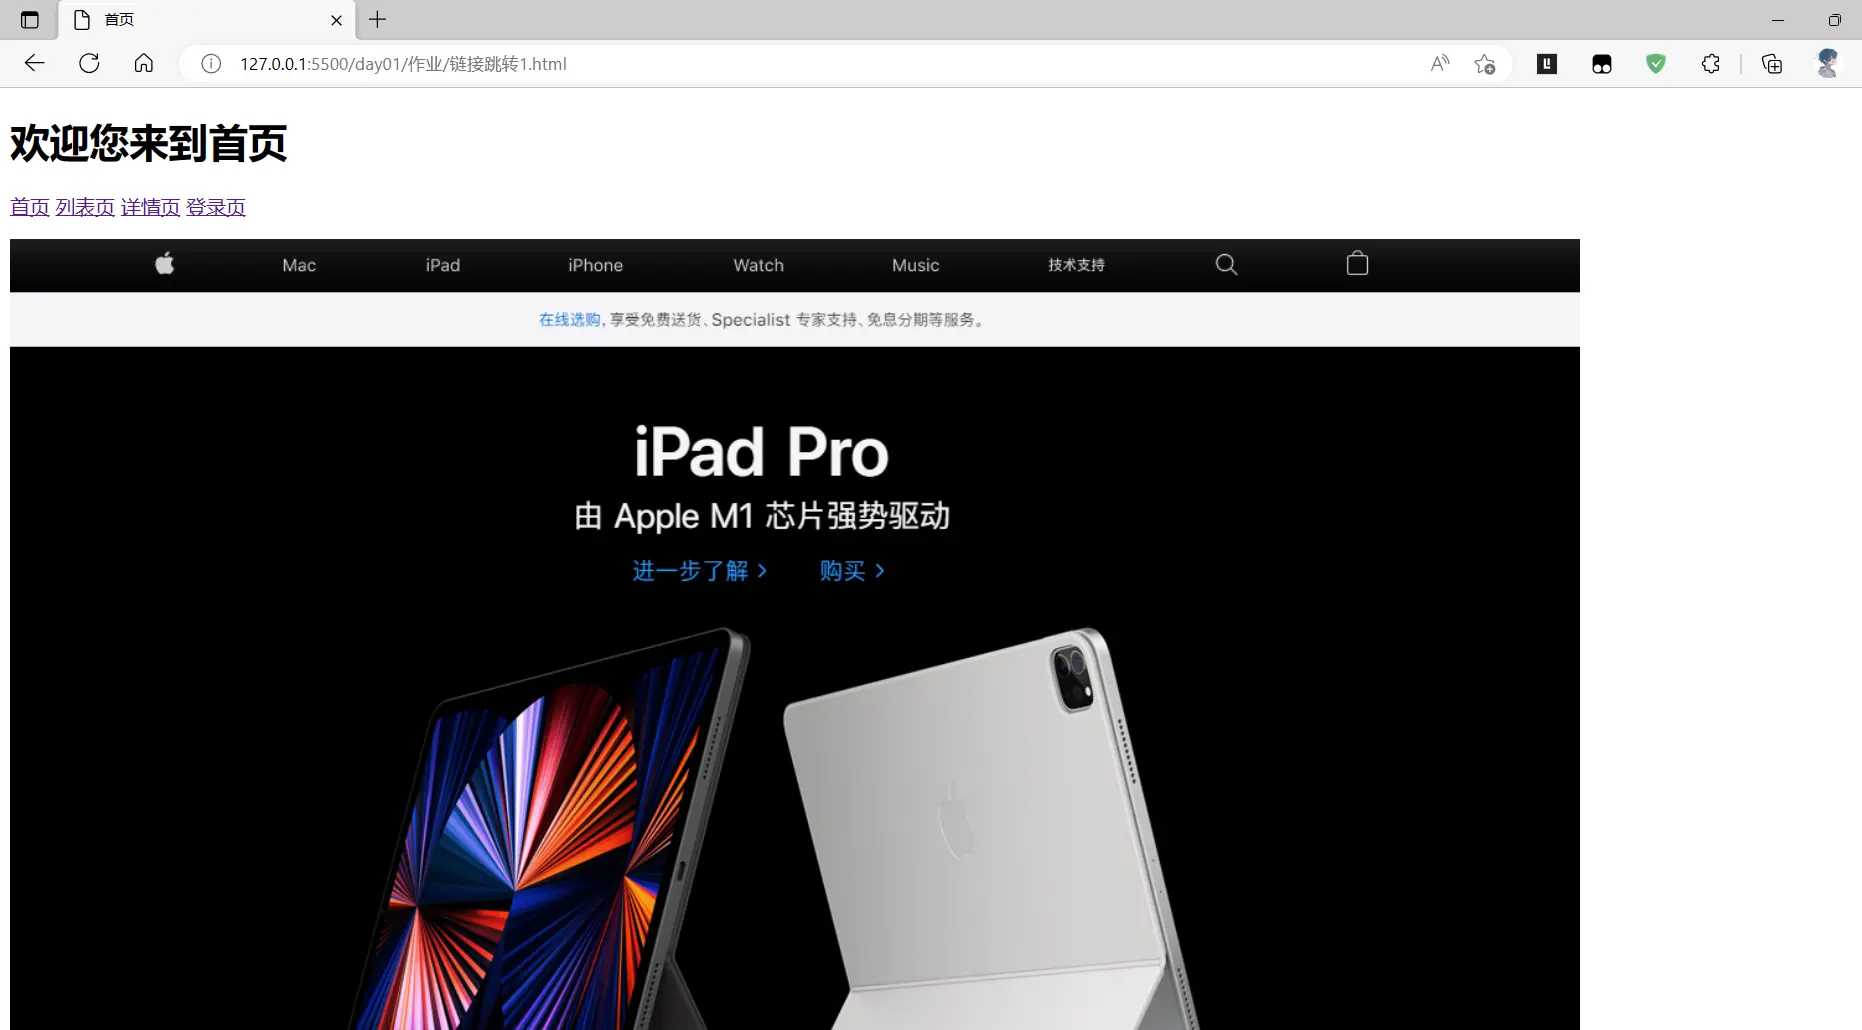 首页
127.0.0.1:5500/day01/作业/链接跳转1.html
欢迎您来到首页
首页 列表页 详情页 登录页
Mac iPad iPhone Watch Music 技术支持
在线选购，享受免费送货、Specialist 专家支持、免息分期等服务。
iPad Pro
由 Apple M1 芯片强势驱动
进一步了解 > 购买 >